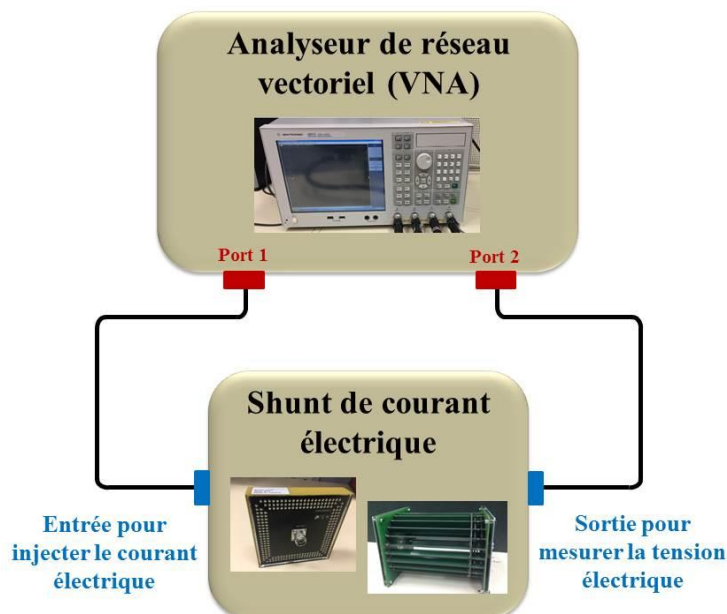 Analyseur de réseau
vectoriel (VNA)
Port 1
Port 2
Shunt de courant
électrique
Entrée pour
injecter le courant
électrique
Sortie pour
mesurer la tension
électrique